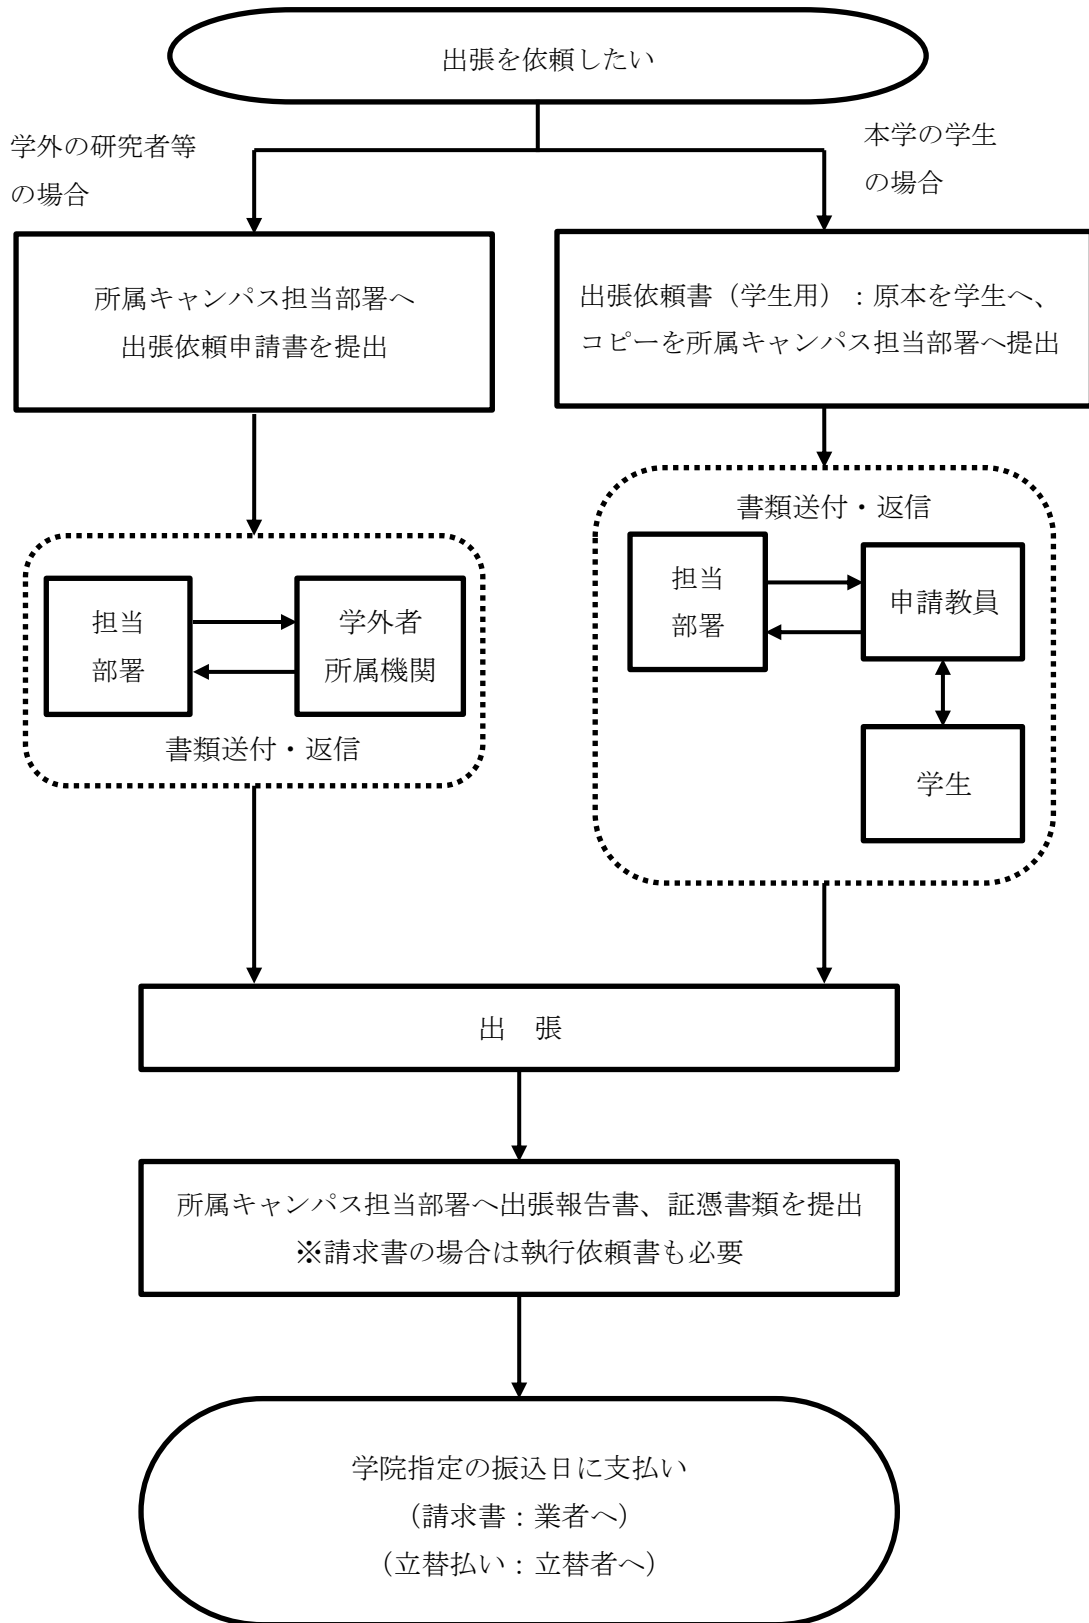 出張を依頼したい
学外の研究者等
の場合
本学の学生
の場合
所属キャンパス担当部署へ
出張依頼申請書を提出
出張依頼書（学生用）：原本を学生へ、
コピーを所属キャンパス担当部署へ提出
担当
部署
学外者
所属機関
書類送付・返信
書類送付・返信
担当
部署
申請教員
学生
出　張
所属キャンパス担当部署へ出張報告書、証憑書類を提出
※請求書の場合は執行依頼書も必要
学院指定の振込日に支払い
（請求書：業者へ）
（立替払い：立替者へ）